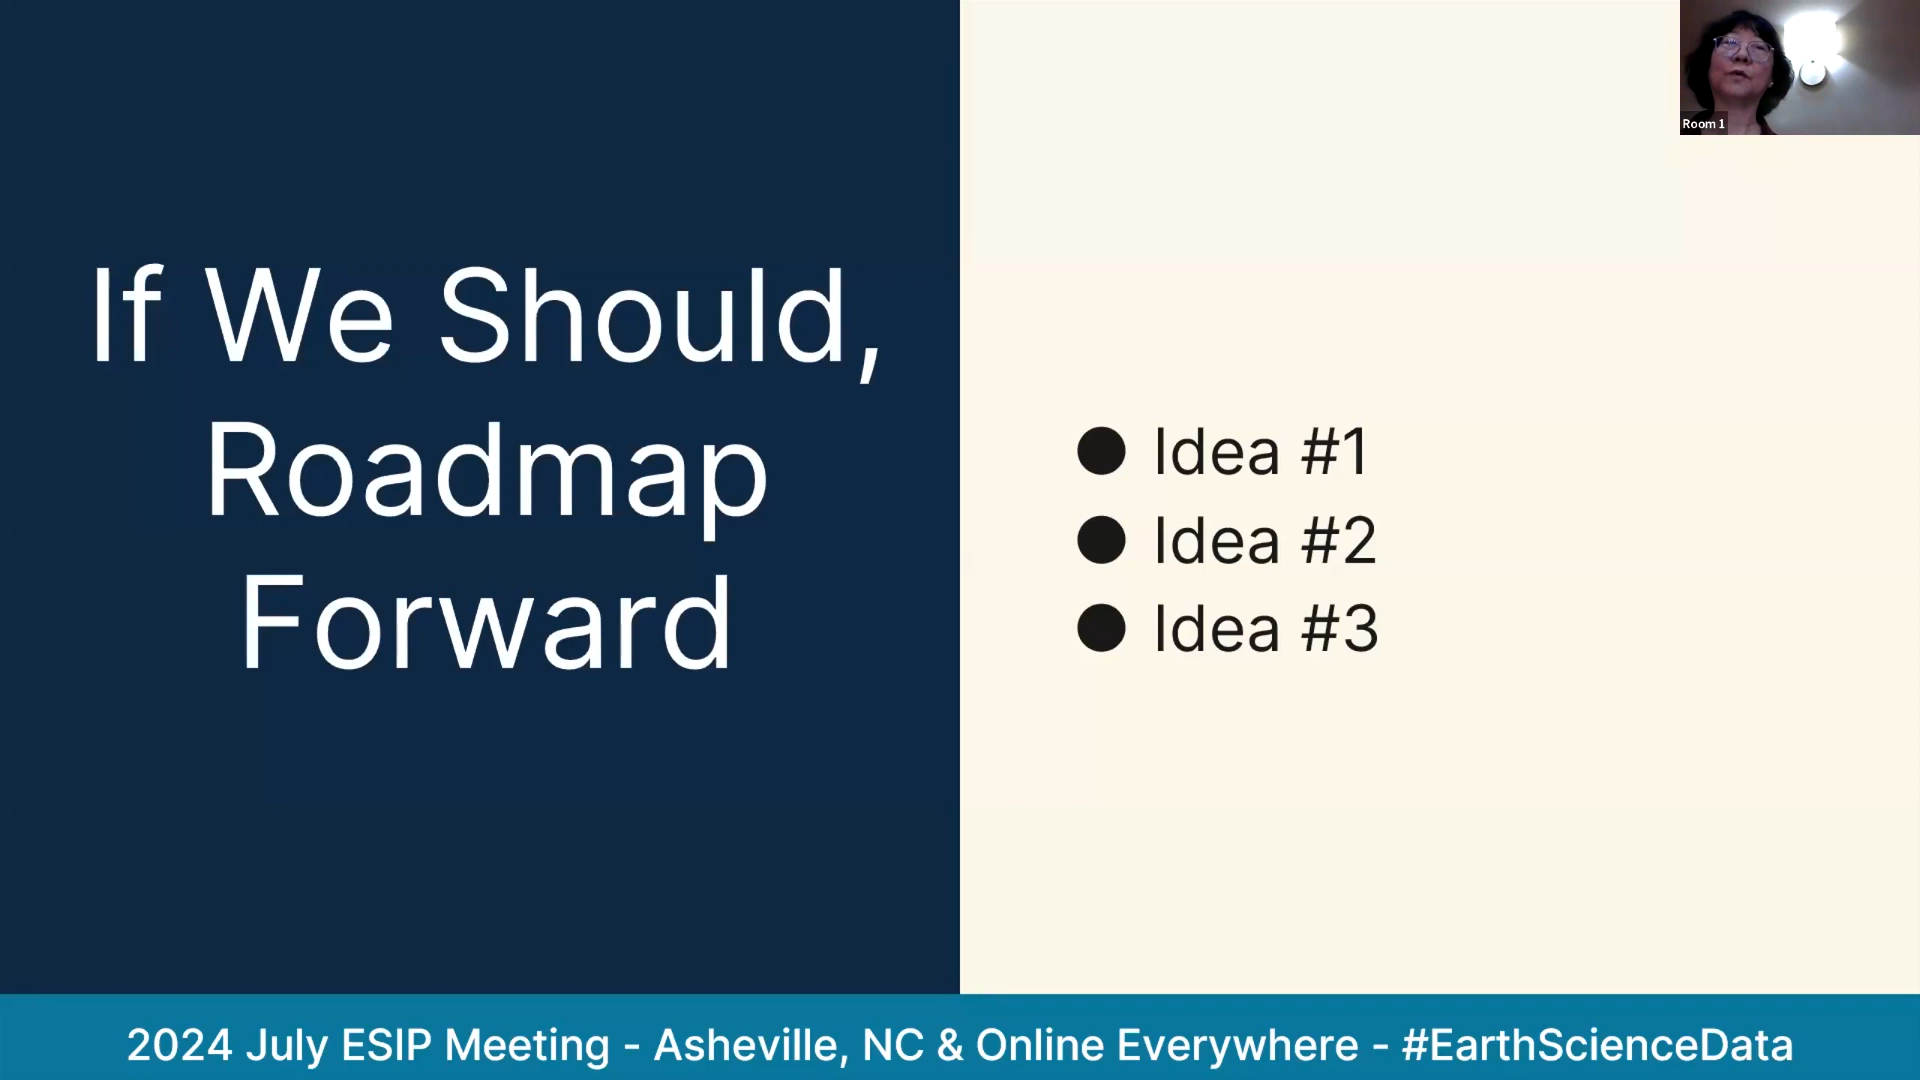 If We Should,
Roadmap
Forward
● Idea #1
● Idea #2
● Idea #3
Room 1
2024 July ESIP Meeting - Asheville, NC & Online Everywhere - #EarthScienceData